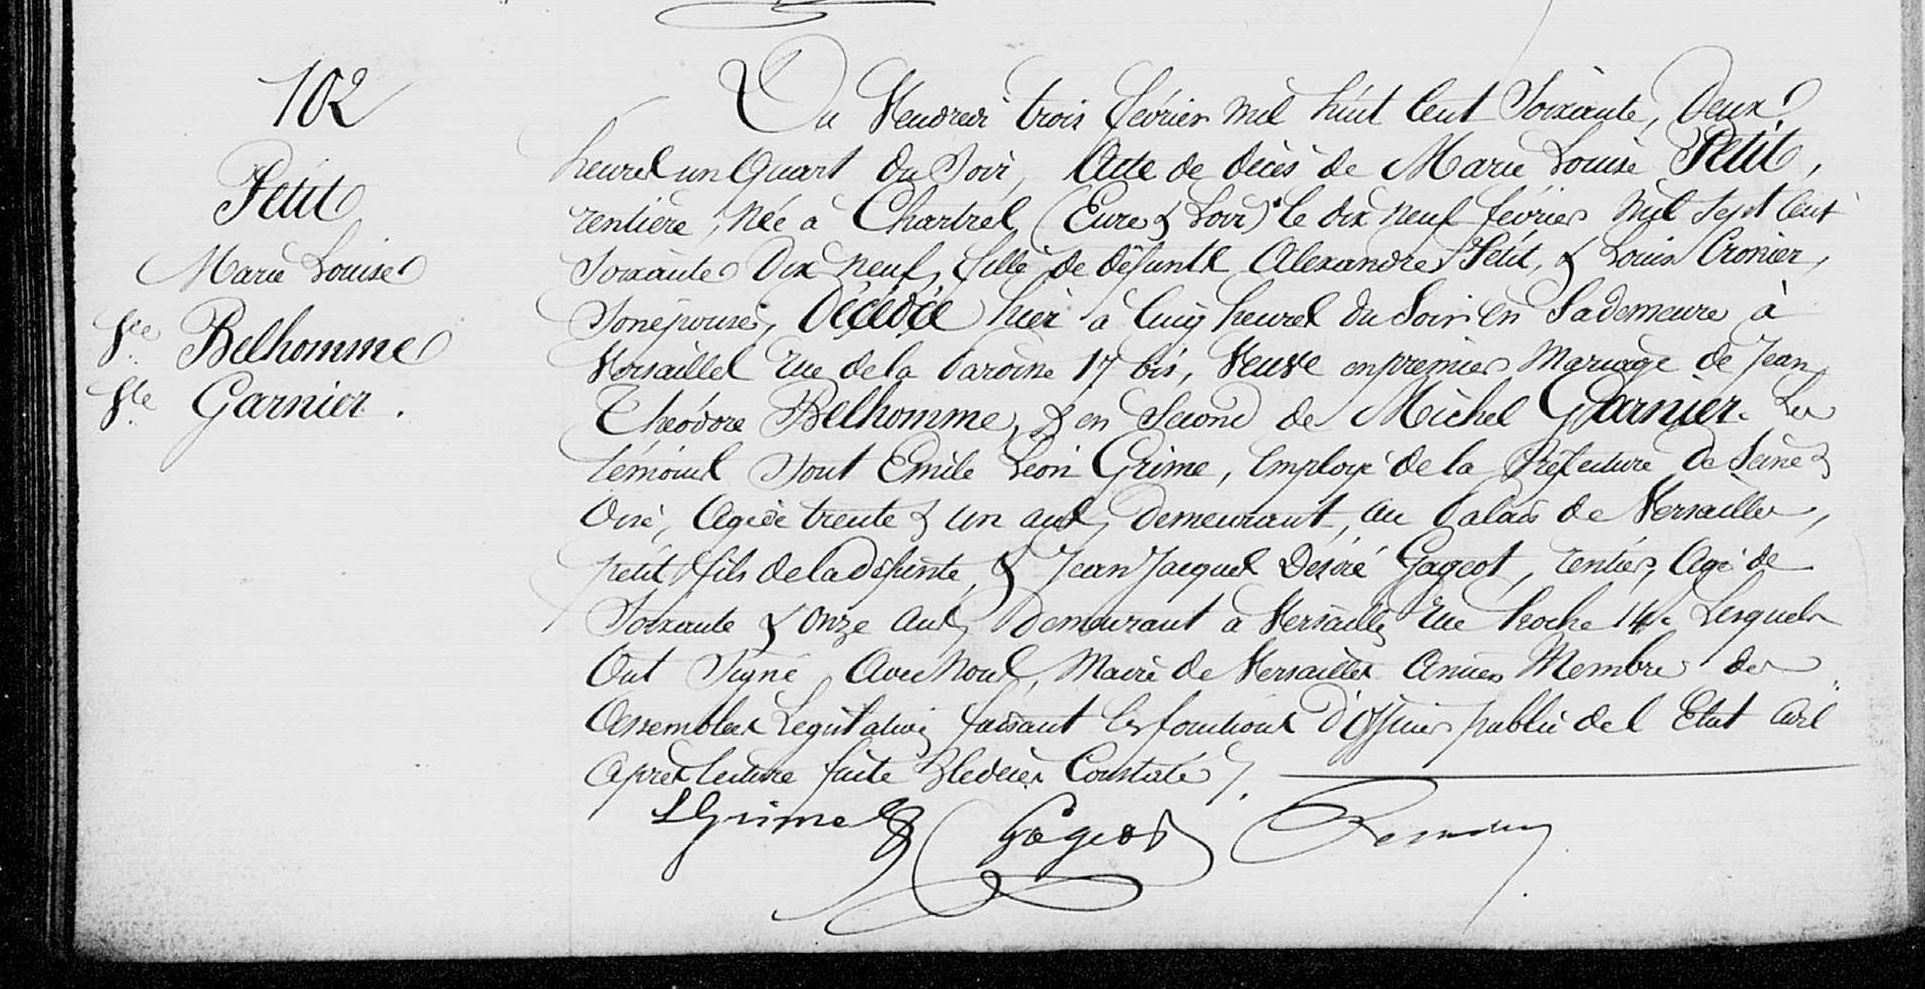 102
Petit
Marie Louise
Vve Belhomme
Vve Garnier.
Du Vendredi trois février mil huit Cent Soixante, Deux
heures un Quart Du Soir, Acte de décès de Marie Louise Petit,
rentière, Née à Chartres, (Eure & Loir) le dix neuf février Mil Sept Cent
Soixante Dix Neuf, fille de défunts Alexandre Petit, & Louise Cronier,
Son épouse, Décédée hier à Cinq heures du Soir en Sa demeure à
Versailles rue de la Paroisse 17 bis, Veuve en premier Mariage de Jean
Théodore Belhomme, & en Second de Michel Garnier. Les
témoins Sont Emile Léon Grime, Employé de la Préfecture De Seine &
Oise, Agé de trente & un ans, Demeurant, au Palais de Versailles,
petit fils de la Défunte, & Jean Jacques Désiré Gageot, rentier, Agé de
Soixante & Onze ans, Demeurant à Versailles rue hoche 14. Lesquels
Ont Signé Avec Nous, Maire de Versailles Ancien Membre des
Assemblées Législatives faisant les fonctions D'Officier public de l'Etat Civil
Après lecture faite & le décès Constaté.
LGrime Gageot